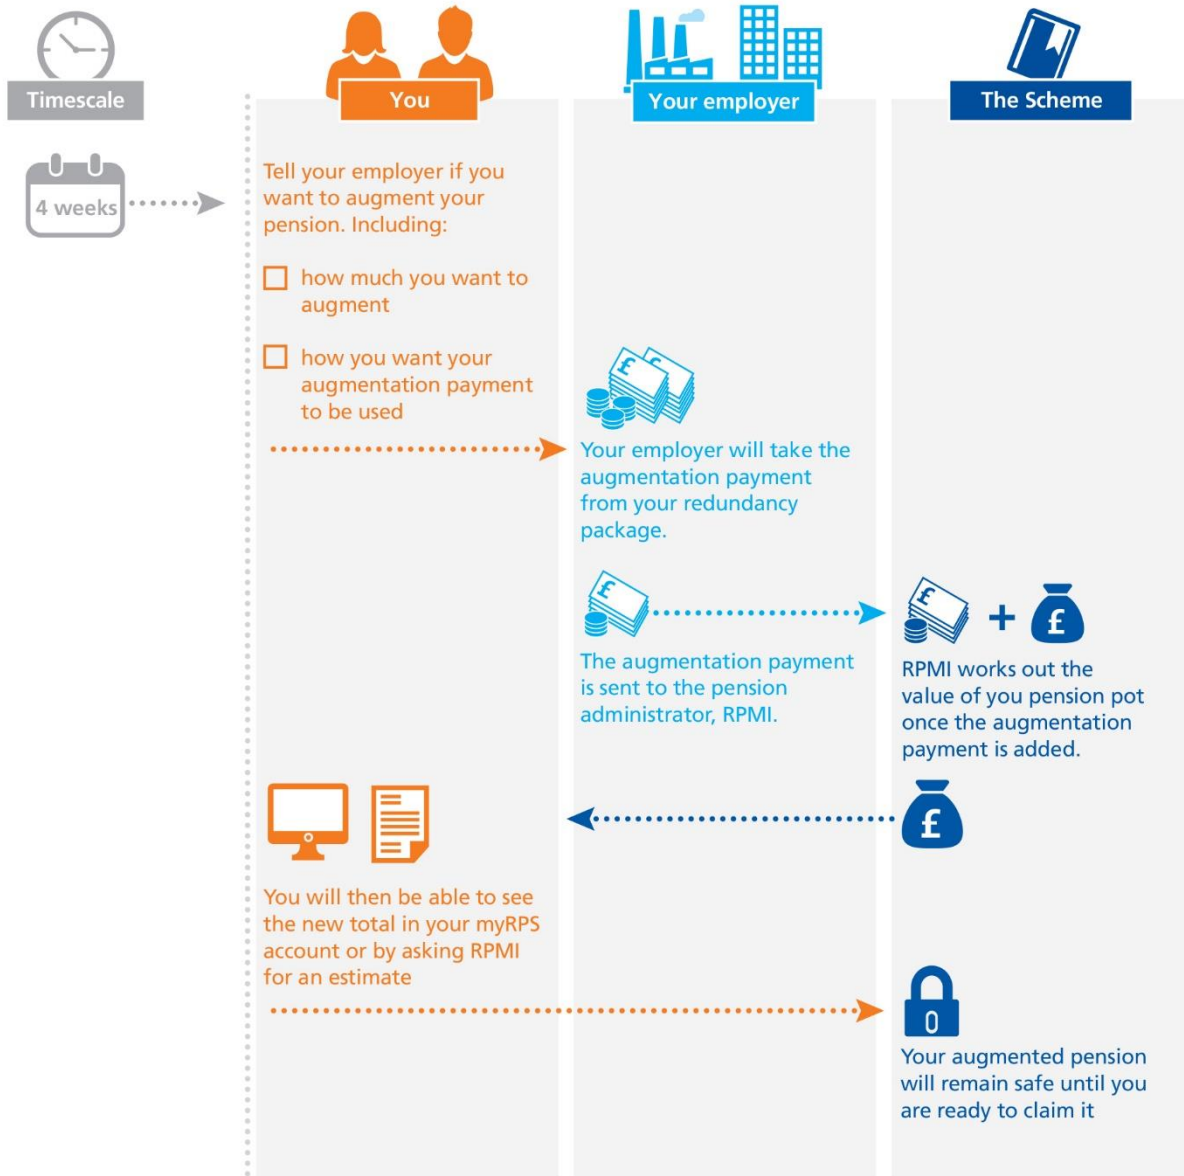 Timescale
You
Your employer
The Scheme
4 weeks
Tell your employer if you
want to augment your
pension. Including:
how much you want to
augment
how you want your
augmentation payment
to be used
£
£
Your employer will take the
augmentation payment
from your redundancy
package.
£
The augmentation payment
is sent to the pension
administrator, RPMI.
£
+
£
RPMI works out the
value of you pension pot
once the augmentation
payment is added.
£
You will then be able to see
the new total in your myRPS
account or by asking RPMI
for an estimate
Your augmented pension
will remain safe until you
are ready to claim it